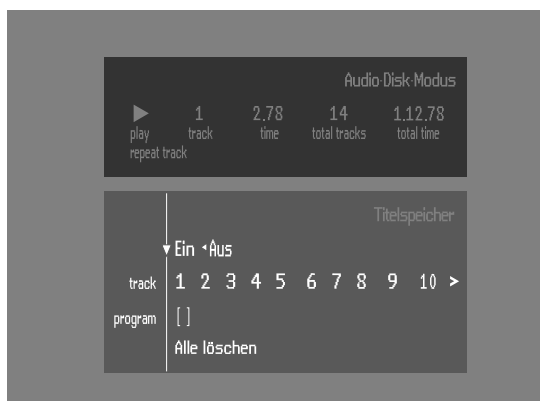 Audio·Disk·Modus
1 2.78 14 1.12.78
play track time total tracks total time
repeat track
Titelspeicher
Ein Aus
track 1 2 3 4 5 6 7 8 9 10 >
program [ ]
Alle löschen